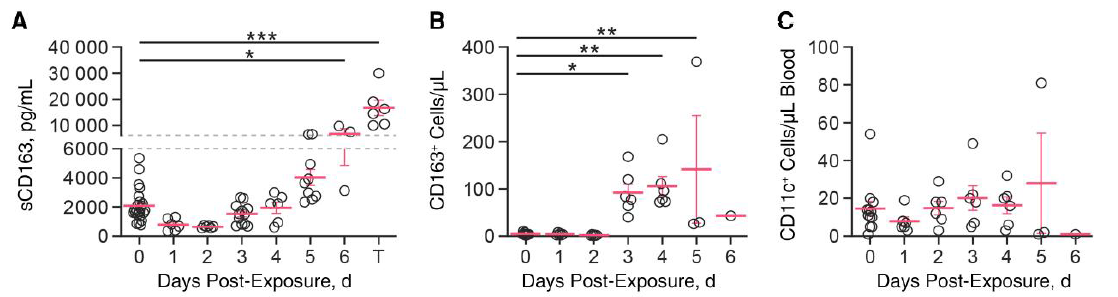 A
sCD163, pg/mL
40 000
30 000
20 000
10 000
6000
4000
2000
0
***
*
0 1 2 3 4 5 6 T
Days Post-Exposure, d
B
CD163⁺ Cells/μL
400
300
200
100
0
**
**
*
0 1 2 3 4 5 6
Days Post-Exposure, d
C
CD11c⁺ Cells/μL Blood
100
80
60
40
20
0
0 1 2 3 4 5 6
Days Post-Exposure, d